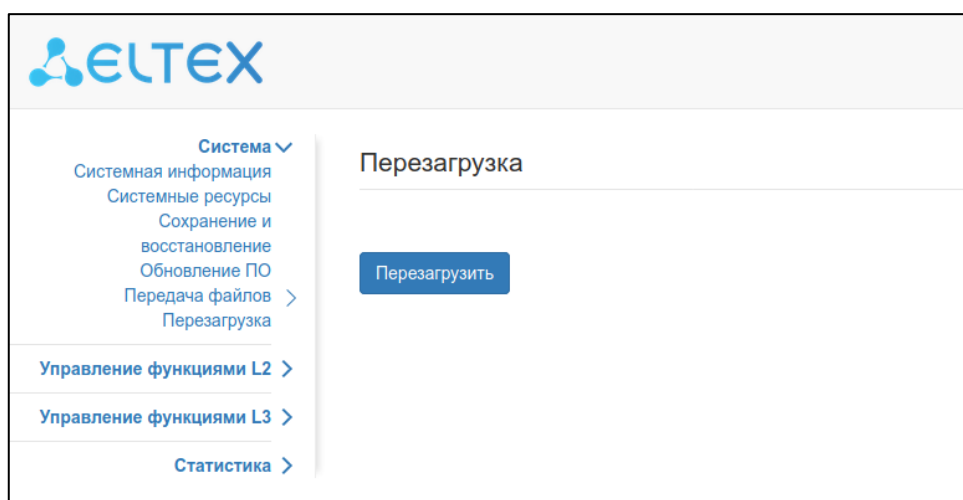 ELTEX
Система
Системная информация
Системные ресурсы
Сохранение и
восстановление
Обновление ПО
Передача файлов
Перезагрузка
Управление функциями L2
Управление функциями L3
Статистика
Перезагрузка
Перезагрузить